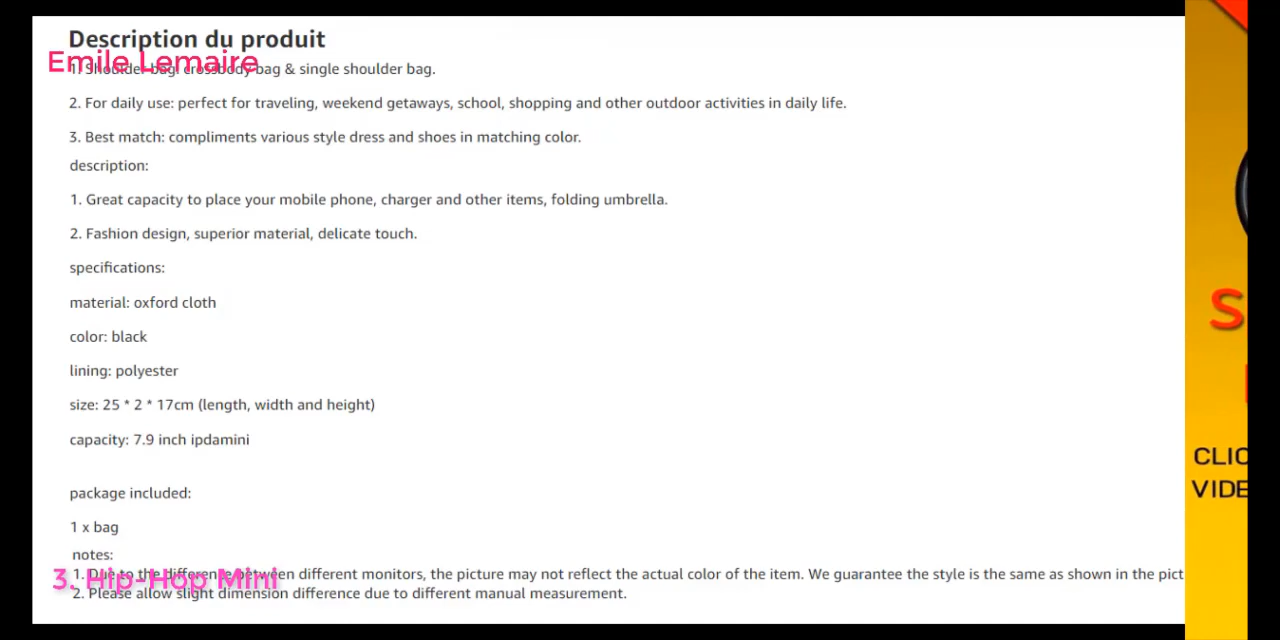 Description du produit
Emile Lemaire
1. Shoulder bag: crossbody bag & single shoulder bag.
2. For daily use: perfect for traveling, weekend getaways, school, shopping and other outdoor activities in daily life.
3. Best match: compliments various style dress and shoes in matching color.
description:
1. Great capacity to place your mobile phone, charger and other items, folding umbrella.
2. Fashion design, superior material, delicate touch.
specifications:
material: oxford cloth
color: black
lining: polyester
size: 25 * 2 * 17cm (length, width and height)
capacity: 7.9 inch ipdamini
package included:
1 x bag
notes:
1. Due to the difference between different monitors, the picture may not reflect the actual color of the item. We guarantee the style is the same as shown in the pict
3. Hip-Hop Mini
2. Please allow slight dimension difference due to different manual measurement.
S
CLIC
VIDE